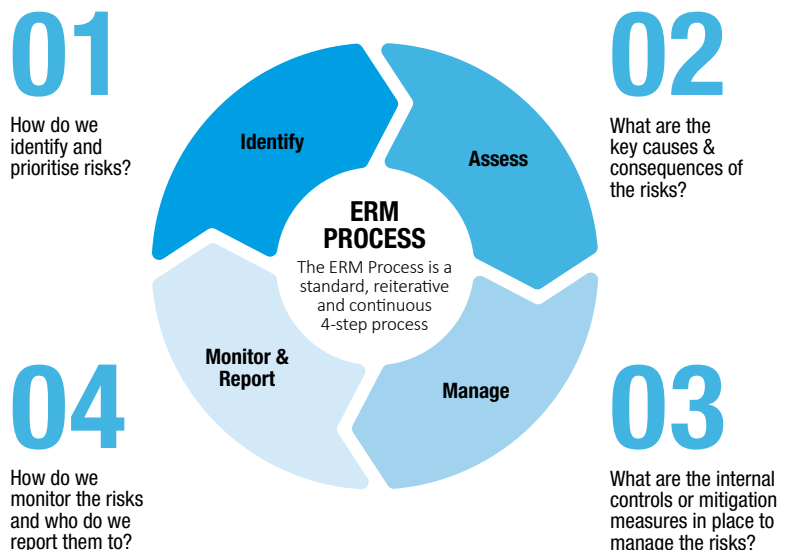 01
How do we
identify and
prioritise risks?
02
What are the
key causes &
consequences of
the risks?
Identify
Assess
ERM
PROCESS
The ERM Process is a
standard, reiterative
and continuous
4-step process
Monitor &
Report
Manage
04
How do we
monitor the risks
and who do we
report them to?
03
What are the internal
controls or mitigation
measures in place to
manage the risks?